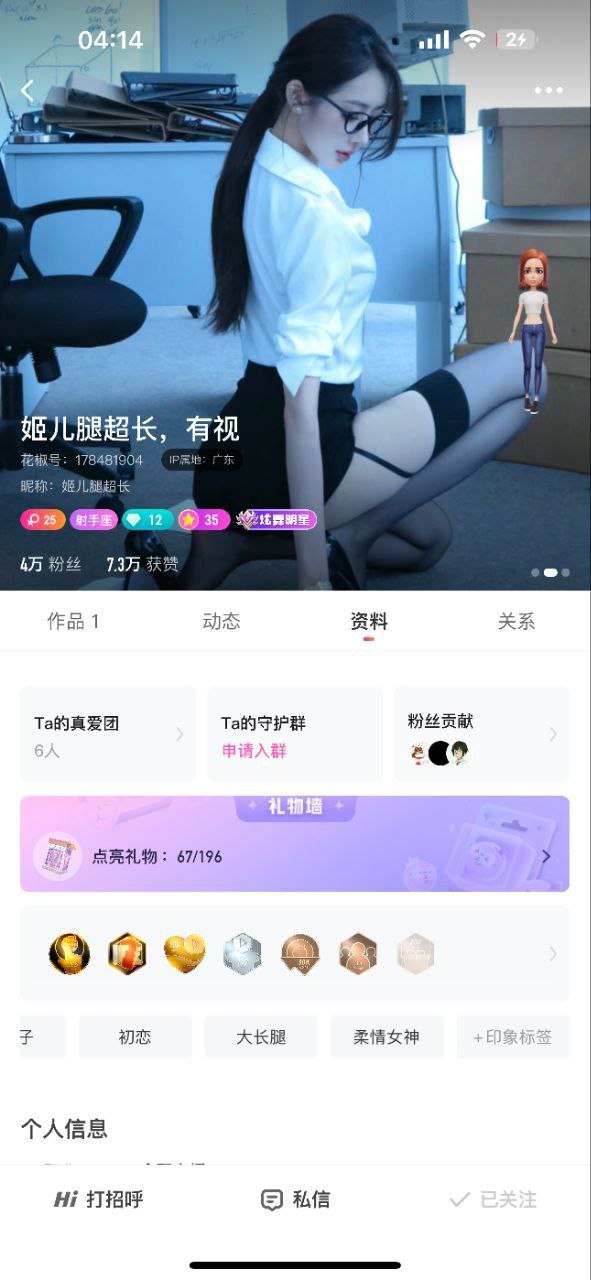 04:14
2
姬儿腿超长，有视
花椒号：178481904 IP属地：广东
昵称：姬儿腿超长
25 射手座 12 35 炫舞明星
4万 粉丝 7.3万 获赞
作品 1 动态 资料 关系
Ta的真爱团 Ta的守护群 粉丝贡献
6人 申请入群
礼物墙
点亮礼物：67/196
子 初恋 大长腿 柔情女神 +印象标签
个人信息
Hi 打招呼 私信 已关注